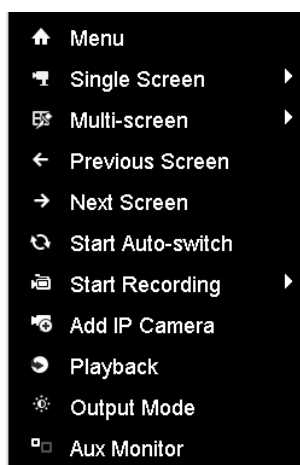 Menu
Single Screen
Multi-screen
Previous Screen
Next Screen
Start Auto-switch
Start Recording
Add IP Camera
Playback
Output Mode
Aux Monitor